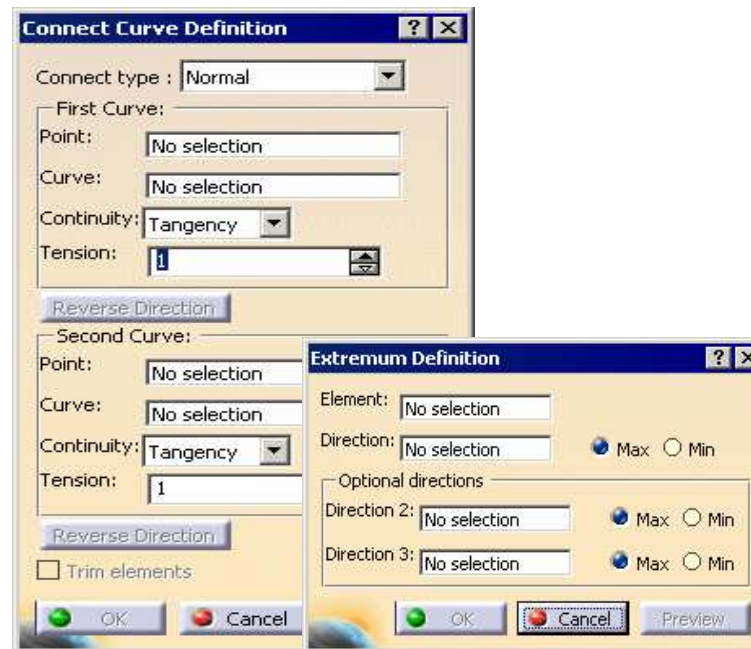 Connect Curve Definition
Connect type : Normal
First Curve:
Point: No selection
Curve: No selection
Continuity: Tangency
Tension: 1
Reverse Direction
Second Curve:
Point: No selection
Curve: No selection
Continuity: Tangency
Tension: 1
Reverse Direction
Trim elements
OK Cancel
Extremum Definition
Element: No selection
Direction: No selection Max Min
Optional directions
Direction 2: No selection Max Min
Direction 3: No selection Max Min
OK Cancel Preview